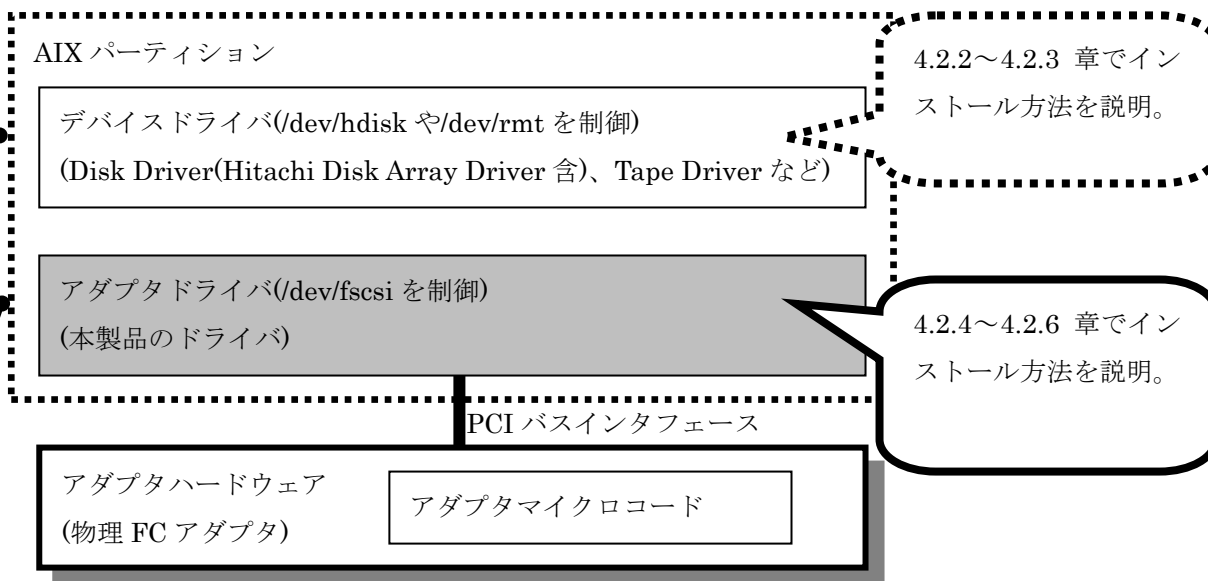 AIX パーティション
デバイスドライバ(/dev/hdisk や/dev/rmt を制御)
(Disk Driver(Hitachi Disk Array Driver 含)、Tape Driver など)
4.2.2～4.2.3 章でイン
ストール方法を説明。
アダプタドライバ(/dev/fscsi を制御)
(本製品のドライバ)
4.2.4～4.2.6 章でイン
ストール方法を説明。
PCI バスインタフェース
アダプタハードウェア
(物理 FC アダプタ)
アダプタマイクロコード